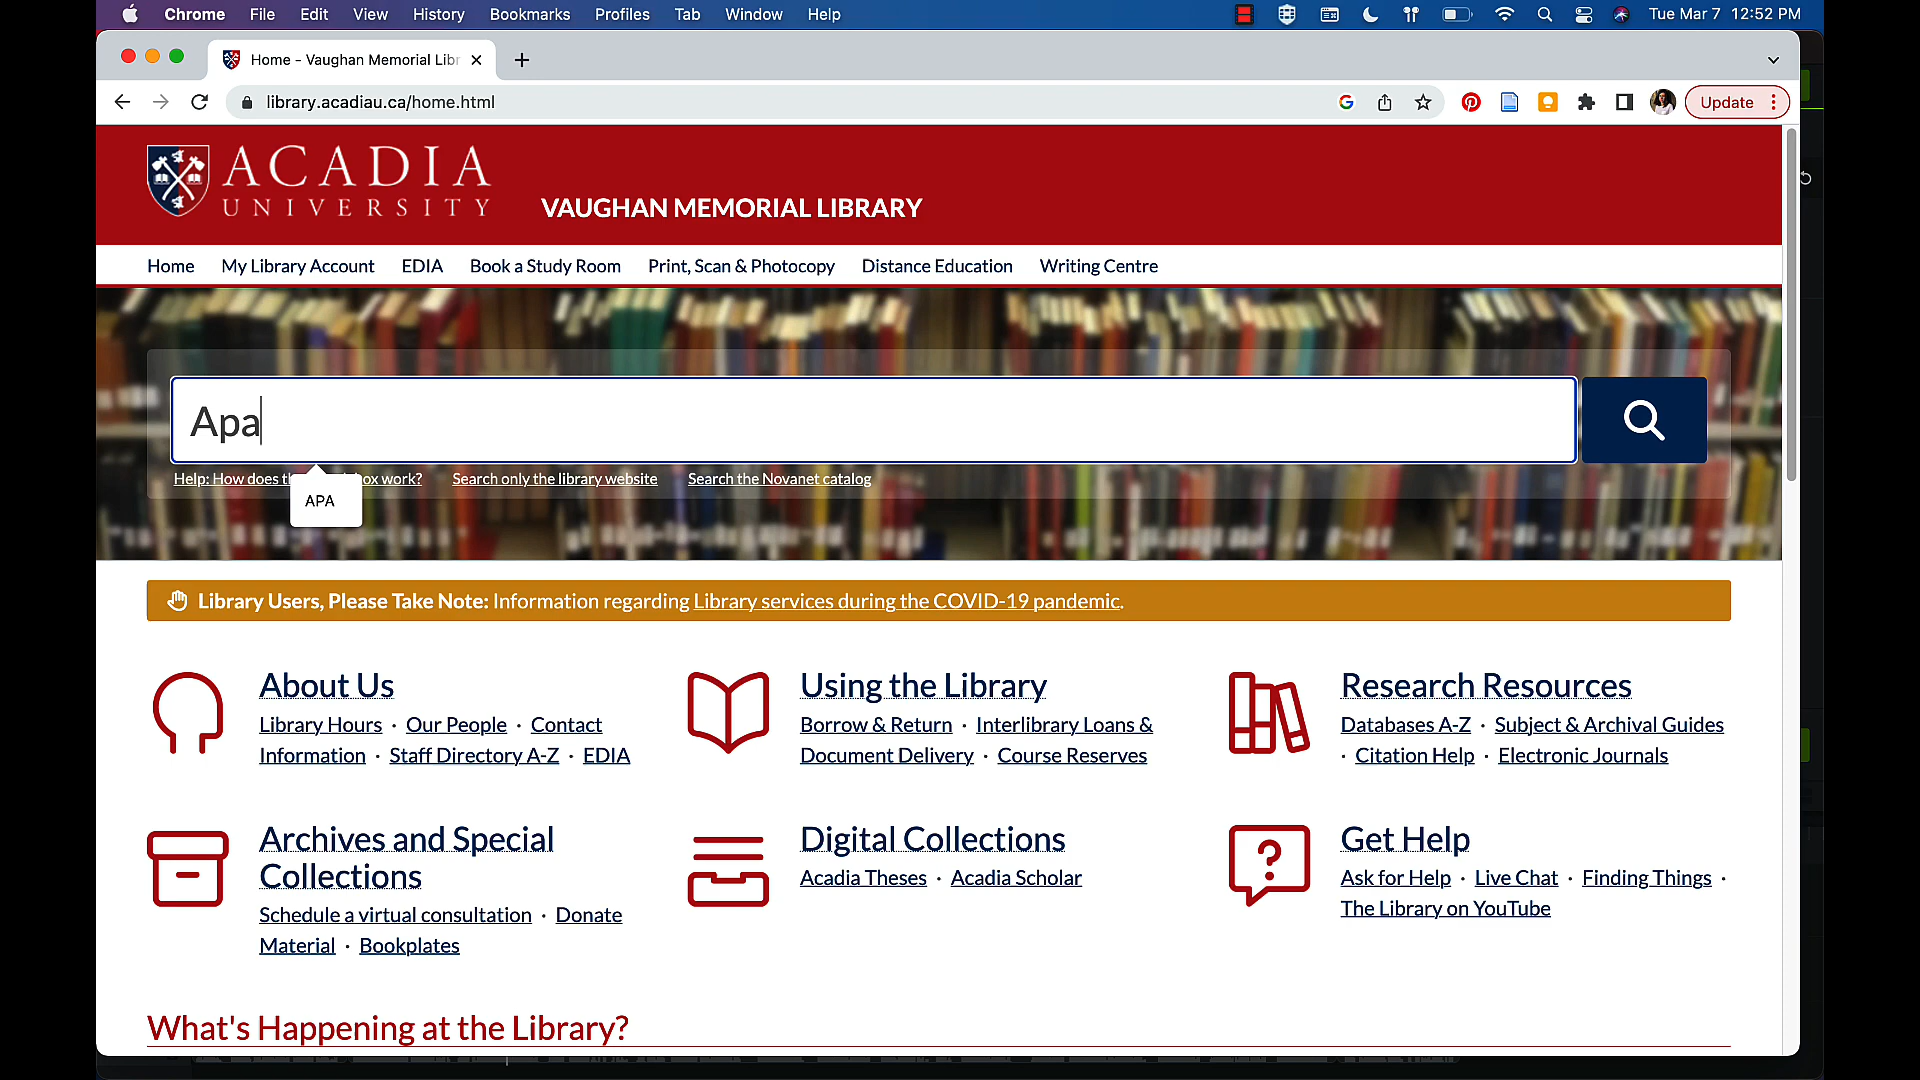 Chrome File Edit View History Bookmarks Profiles Tab Window Help Tue Mar 7 12:52 PM
Home - Vaughan Memorial Libr
library.acadiau.ca/home.html Update
ACADIA
UNIVERSITY
VAUGHAN MEMORIAL LIBRARY
Home My Library Account EDIA Book a Study Room Print, Scan & Photocopy Distance Education Writing Centre
Apa
Help: How does th ox work? Search only the library website Search the Novanet catalog
APA
Library Users, Please Take Note: Information regarding Library services during the COVID-19 pandemic.
About Us
Library Hours · Our People · Contact
Information · Staff Directory A-Z · EDIA
Using the Library
Borrow & Return · Interlibrary Loans &
Document Delivery · Course Reserves
Research Resources
Databases A-Z · Subject & Archival Guides
· Citation Help · Electronic Journals
Archives and Special
Collections
Schedule a virtual consultation · Donate
Material · Bookplates
Digital Collections
Acadia Theses · Acadia Scholar
Get Help
Ask for Help · Live Chat · Finding Things ·
The Library on YouTube
What's Happening at the Library?